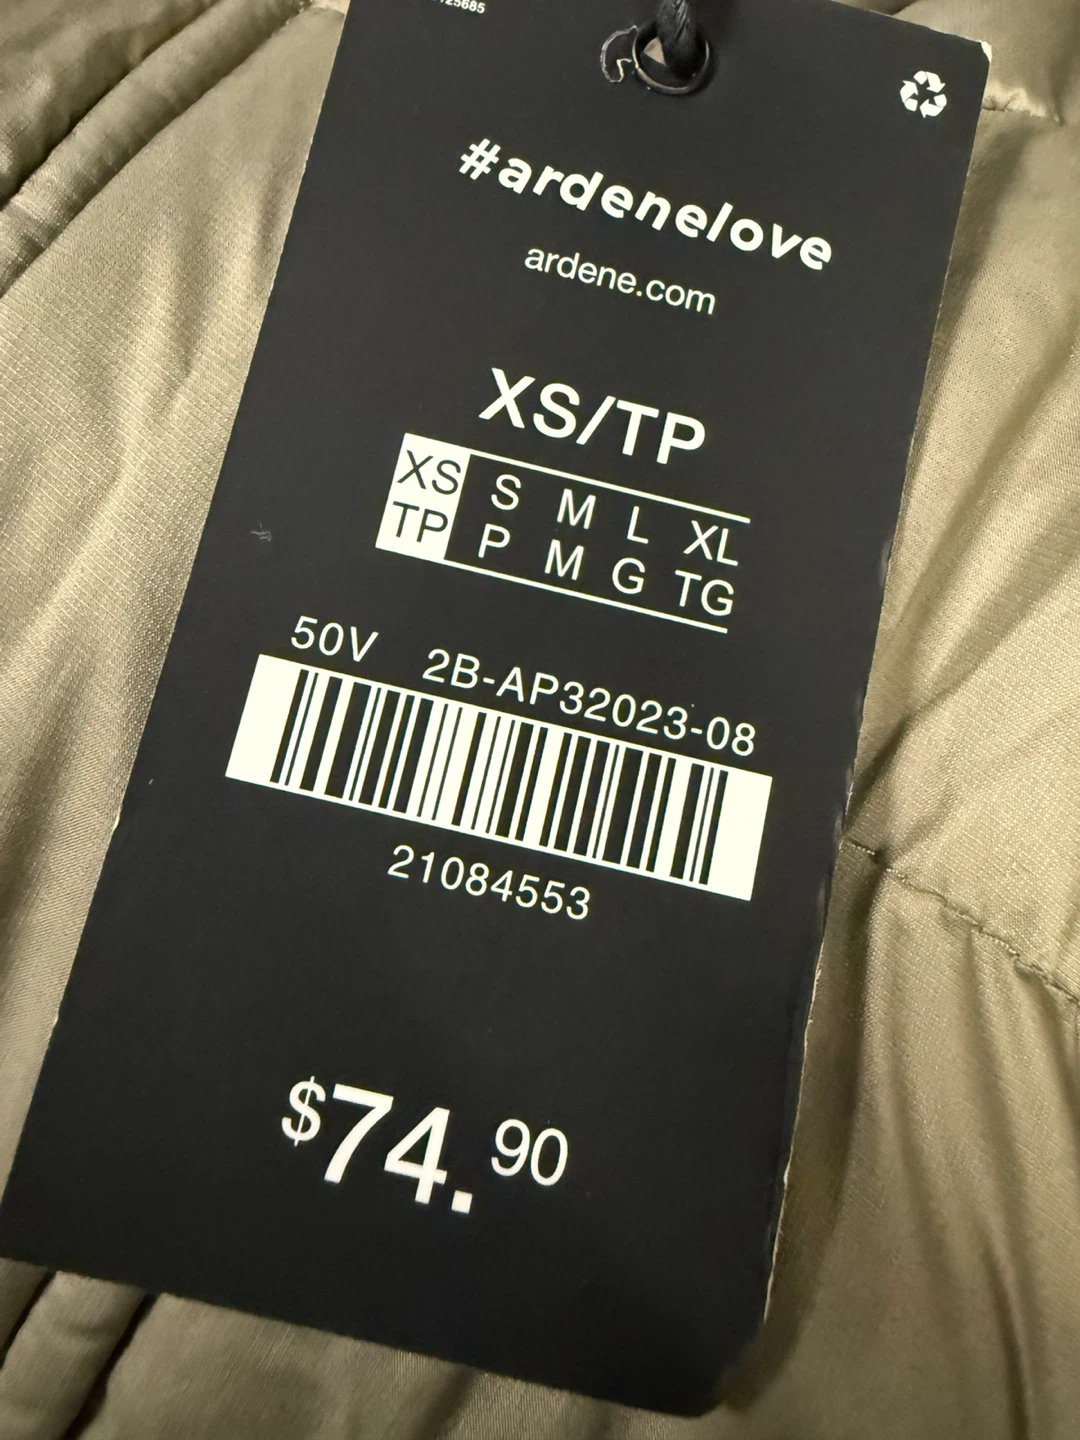 #ardenelove
ardene.com
XS/TP
XS S M L XL
TP P M G TG
50V 2B-AP32023-08
21084553
$74.90